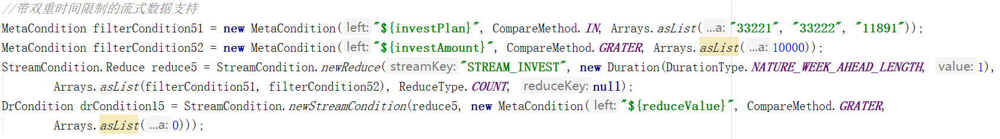 //带双重时间限制的流式数据支持
MetaCondition filterCondition51 = new MetaCondition( left: "${investPlan}", CompareMethod.IN, Arrays.asList( ...a: "33221", "33222", "11891"));
MetaCondition filterCondition52 = new MetaCondition( left: "${investAmount}", CompareMethod.GRATER, Arrays.asList( ...a: 10000));
StreamCondition.Reduce reduce5 = StreamCondition.newReduce( streamKey: "STREAM_INVEST", new Duration(DurationType.NATURE_WEEK_AHEAD_LENGTH, value: 1),
Arrays.asList(filterCondition51, filterCondition52), ReduceType.COUNT, reduceKey: null);
DrCondition drCondition15 = StreamCondition.newStreamCondition(reduce5, new MetaCondition( left: "${reduceValue}", CompareMethod.GRATER,
Arrays.asList( ...a: 0)));